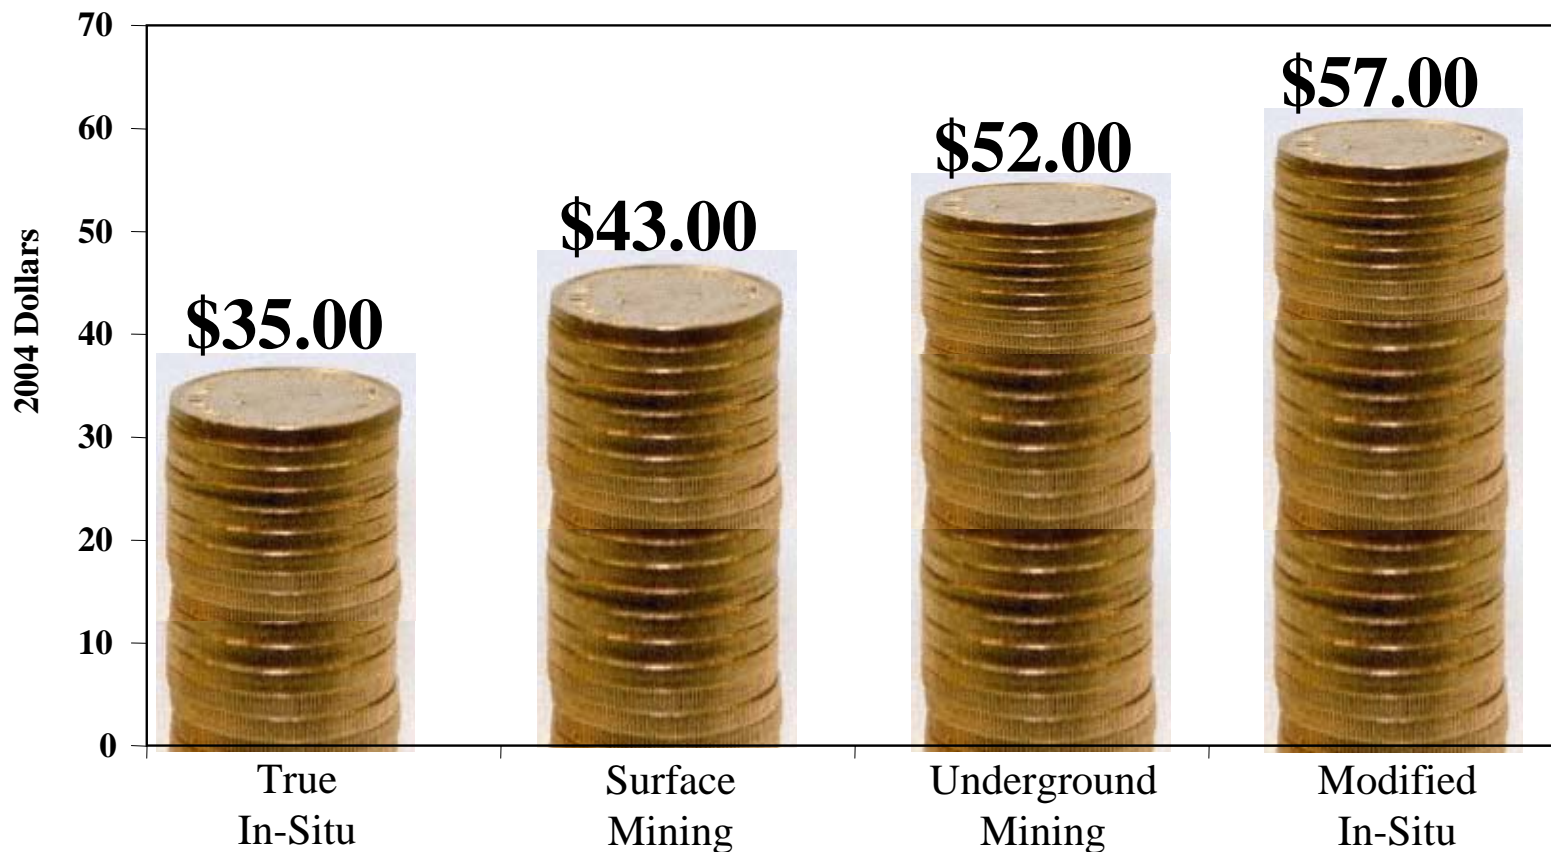 70
60
50
40
30
20
10
0
2004 Dollars
$35.00
$43.00
$52.00
$57.00
True
In-Situ
Surface
Mining
Underground
Mining
Modified
In-Situ